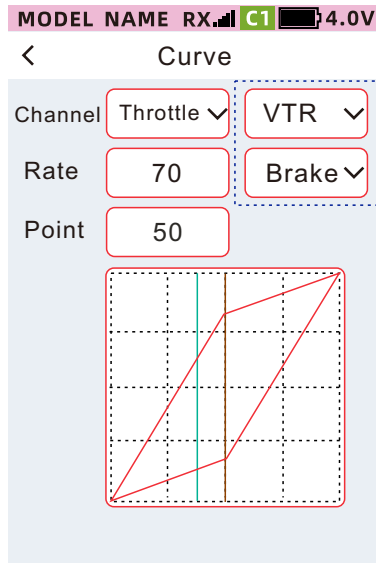 MODEL NAME RX C1 4.0V
Curve
Channel Throttle VTR
Rate 70 Brake
Point 50